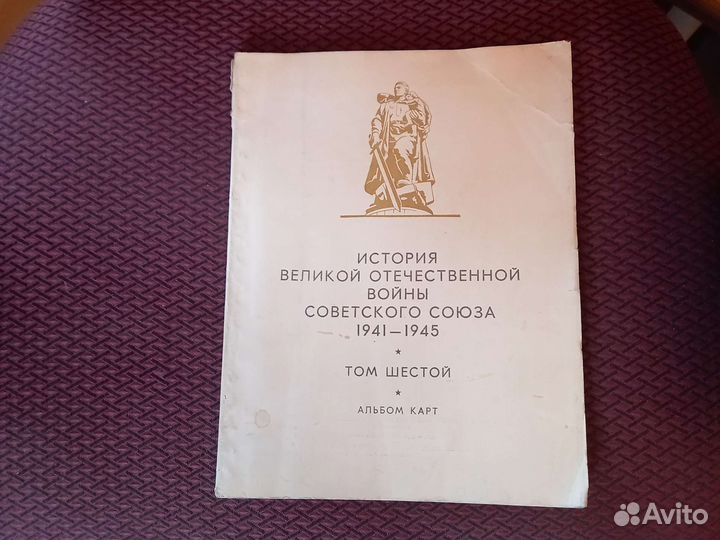 ИСТОРИЯ
ВЕЛИКОЙ ОТЕЧЕСТВЕННОЙ
ВОЙНЫ
СОВЕТСКОГО СОЮЗА
1941—1945
★
ТОМ ШЕСТОЙ
★
АЛЬБОМ КАРТ
Avito